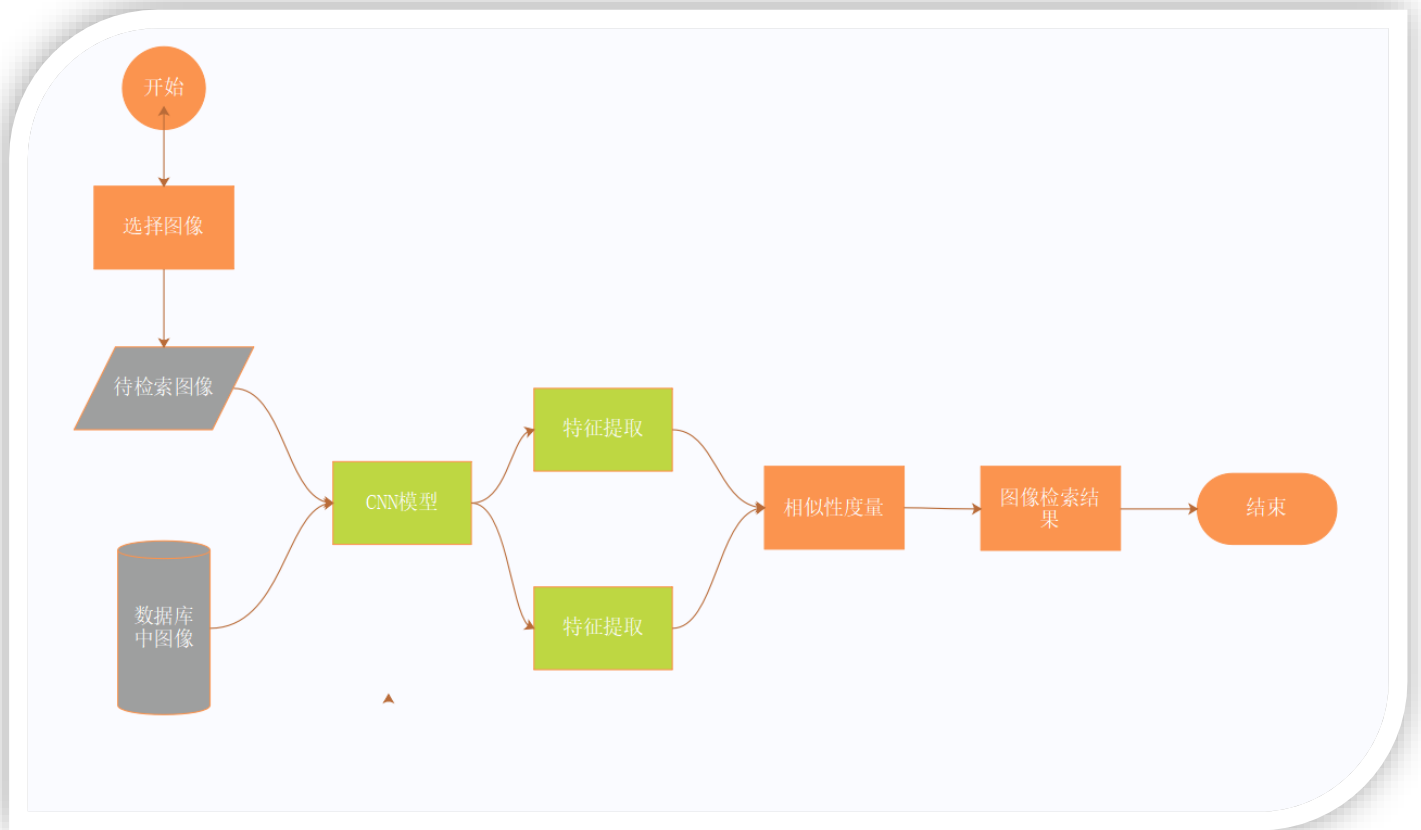 开始
选择图像
待检索图像
数据库
中图像
CNN模型
特征提取
特征提取
相似性度量
图像检索结
果
结束